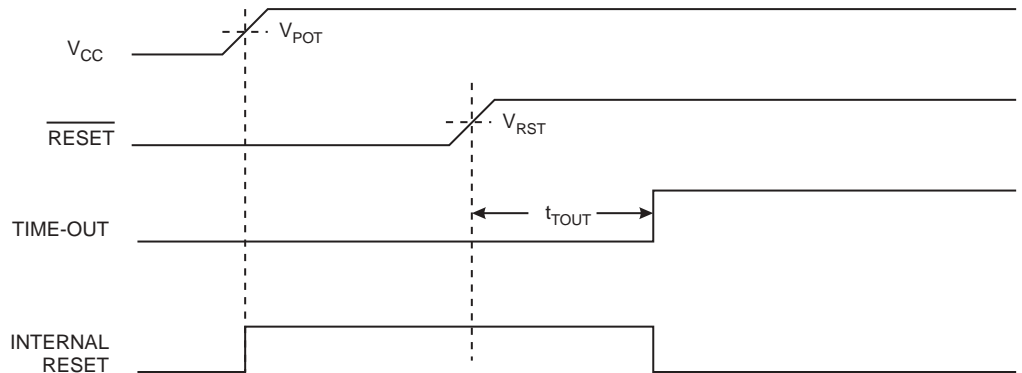 V_CC
V_POT
RESET
V_RST
TIME-OUT
t_TOUT
INTERNAL
RESET